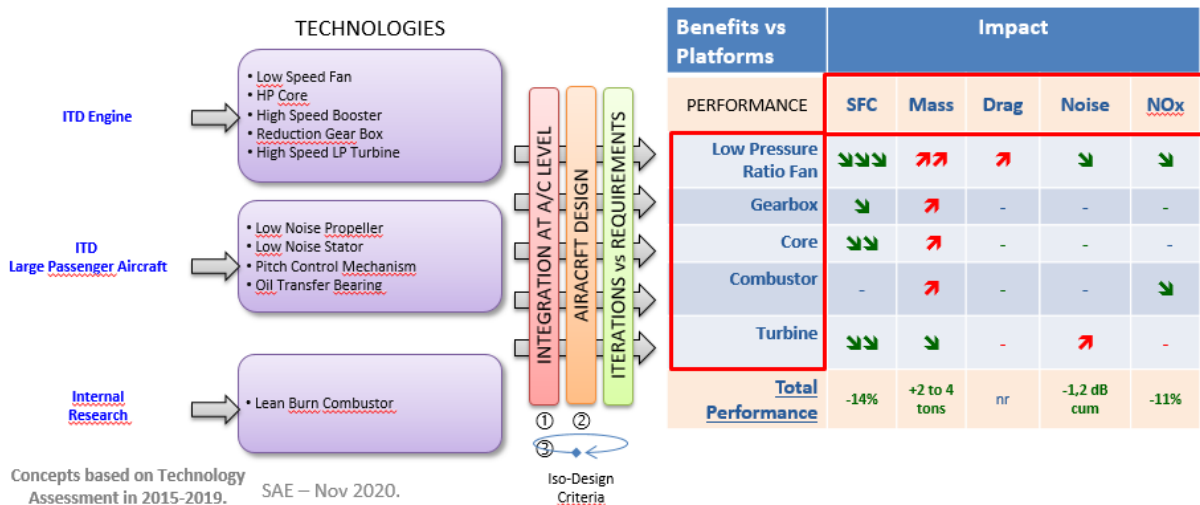 TECHNOLOGIES
ITD Engine
• Low Speed Fan
• HP Core
• High Speed Booster
• Reduction Gear Box
• High Speed LP Turbine
ITD
Large Passenger Aircraft
• Low Noise Propeller
• Low Noise Stator
• Pitch Control Mechanism
• Oil Transfer Bearing
Internal
Research
• Lean Burn Combustor
INTEGRATION AT A/C LEVEL
AIRACRFT DESIGN
ITERATIONS vs REQUIREMENTS
① ②
③
Iso-Design
Criteria
Concepts based on Technology
Assessment in 2015-2019.
SAE – Nov 2020.
Benefits vs
Platforms
Impact
PERFORMANCE SFC Mass Drag Noise NOx
Low Pressure
Ratio Fan ↘↘↘ ↗↗ ↗ ↘ ↘
Gearbox ↘ ↗ - - -
Core ↘↘ ↗ - - -
Combustor - ↗ - - ↘
Turbine ↘↘ ↘ - ↗ -
Total
Performance -14% +2 to 4
tons nr -1,2 dB
cum -11%